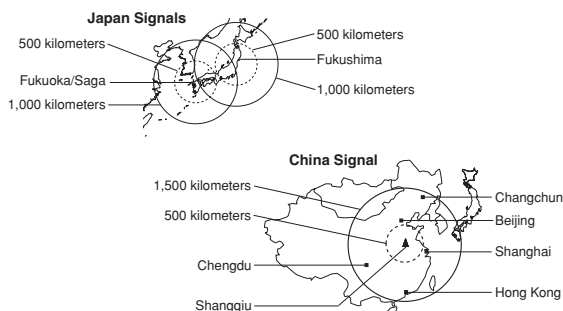 Japan Signals
500 kilometers
500 kilometers
Fukushima
Fukuoka/Saga
1,000 kilometers
1,000 kilometers
China Signal
1,500 kilometers
Changchun
500 kilometers
Beijing
Shanghai
Chengdu
Hong Kong
Shangqiu